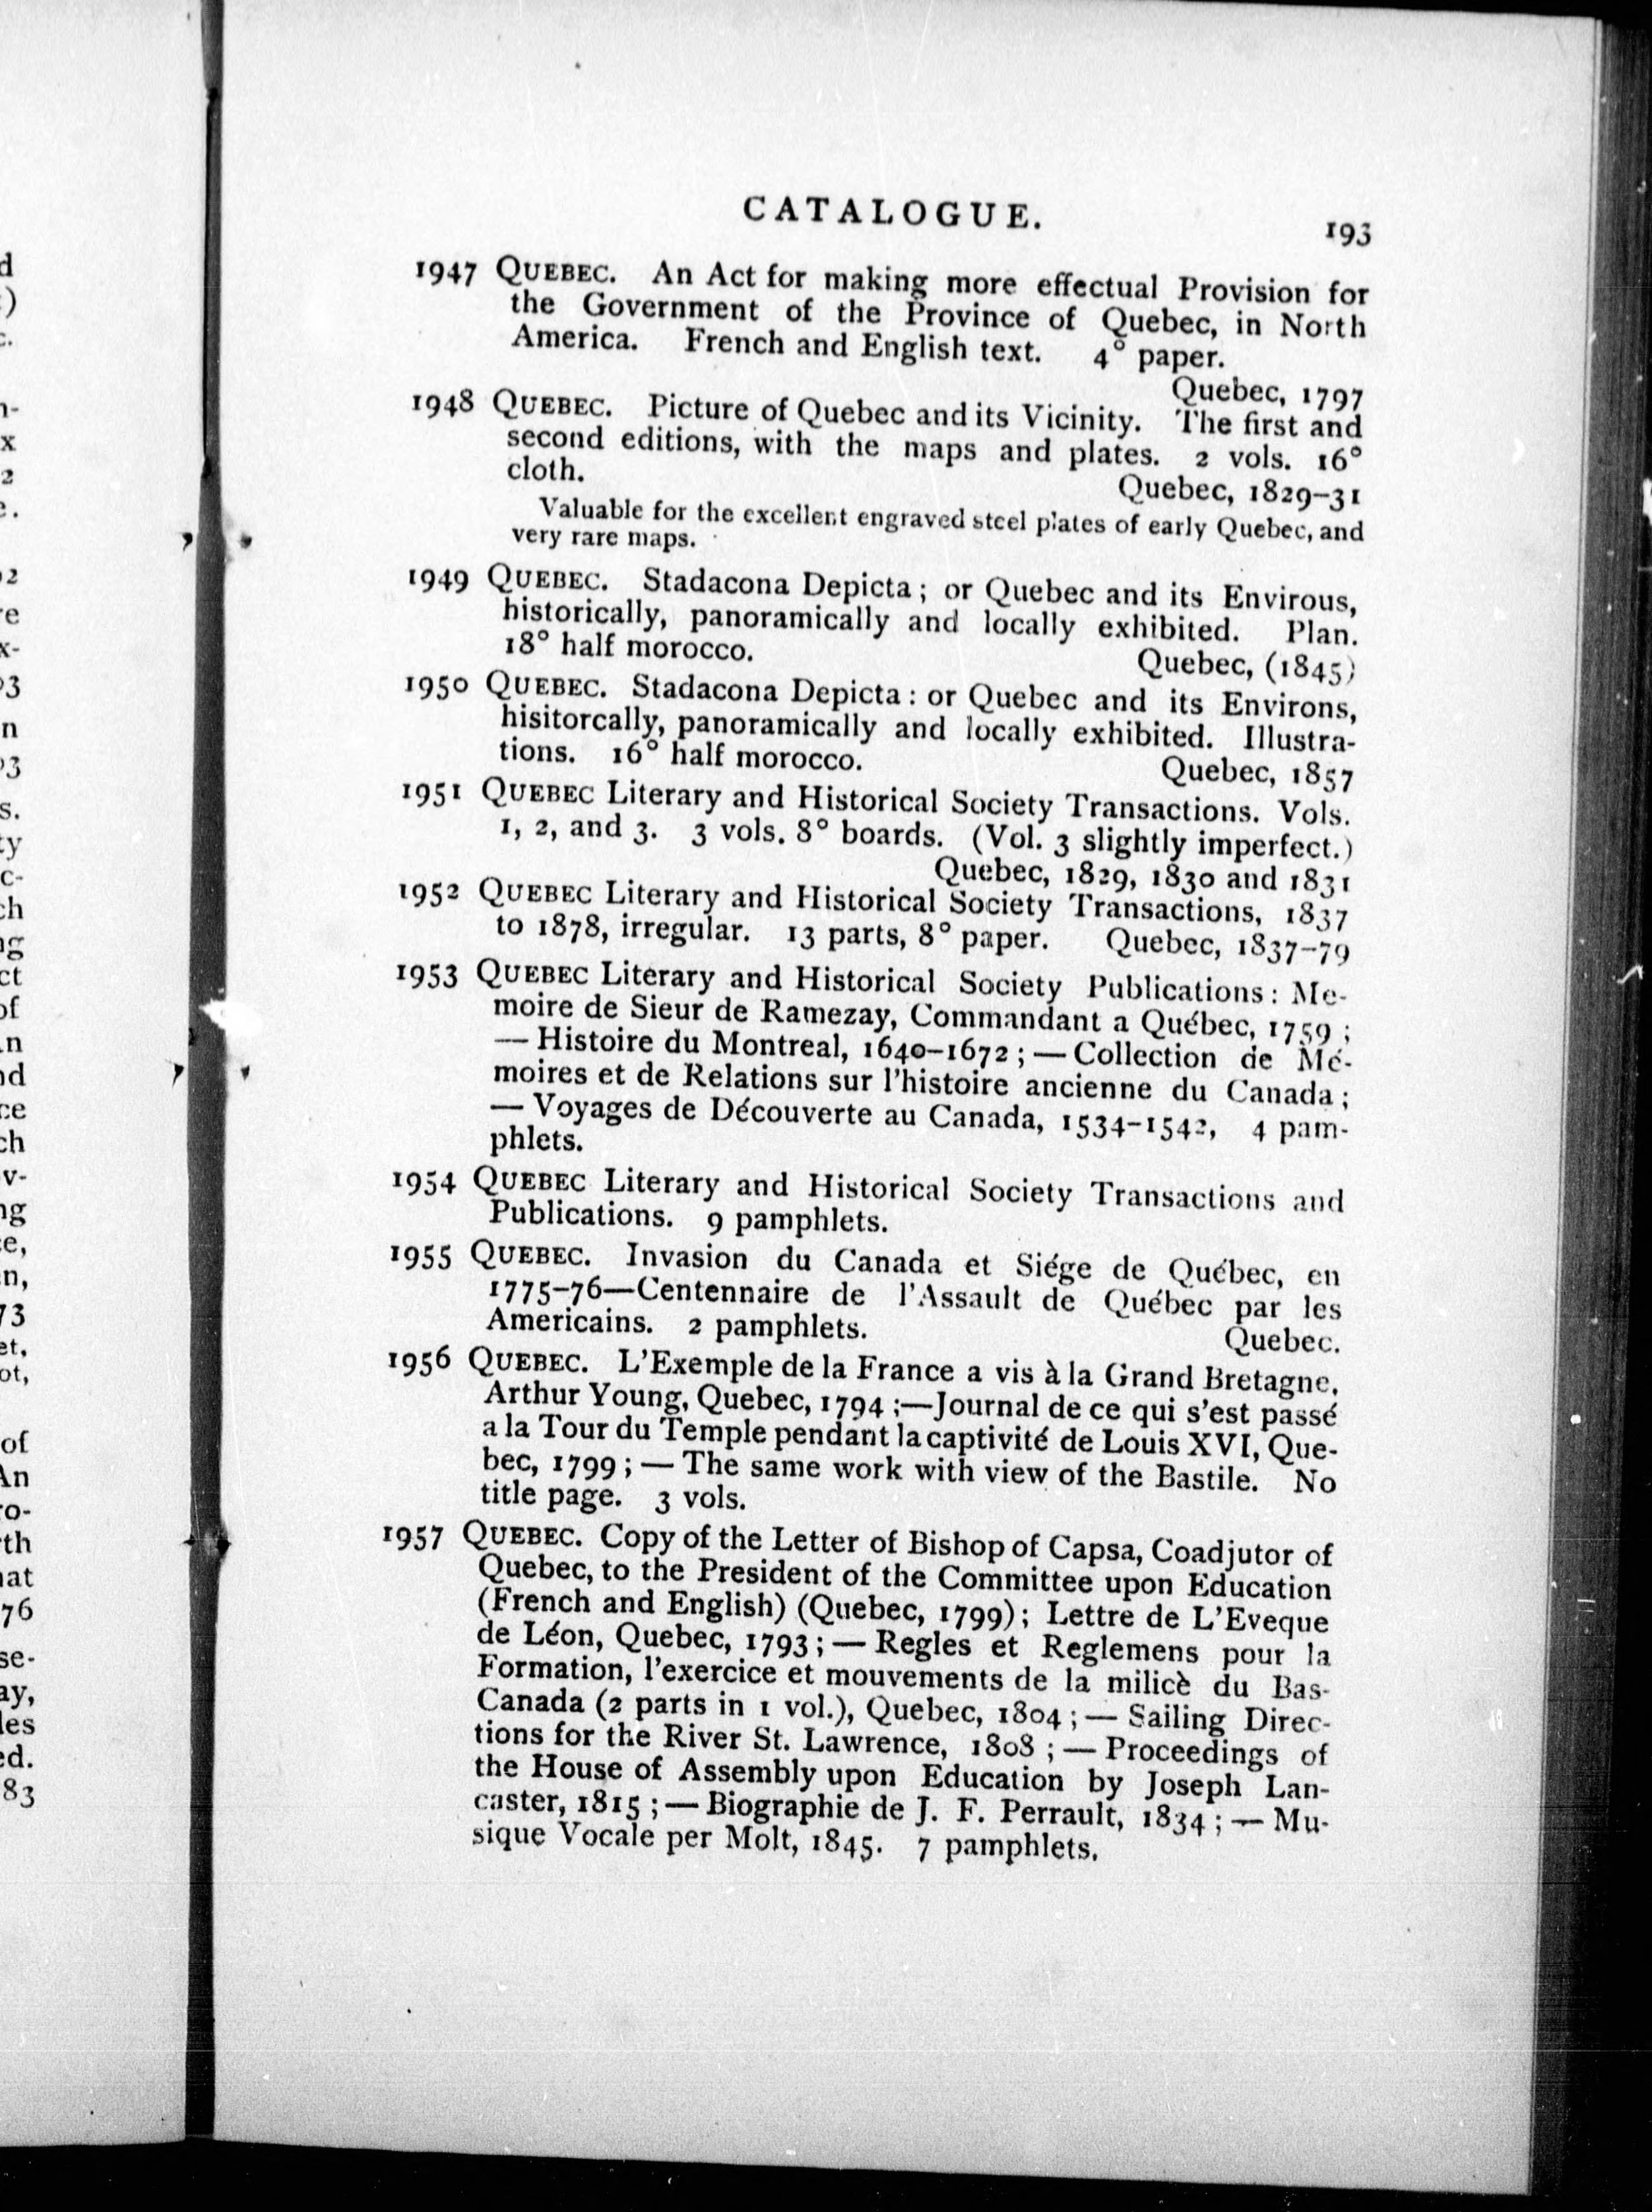 CATALOGUE.
193
1947 QUEBEC. An Act for making more effectual Provision for
the Government of the Province of Quebec, in North
America. French and English text. 4° paper.
Quebec, 1797
1948 QUEBEC. Picture of Quebec and its Vicinity. The first and
second editions, with the maps and plates. 2 vols. 16°
cloth. Quebec, 1829–31
Valuable for the excellent engraved steel plates of early Quebec, and
very rare maps.
1949 QUEBEC. Stadacona Depicta; or Quebec and its Envirous,
historically, panoramically and locally exhibited. Plan.
18° half morocco. Quebec, (1845)
1950 QUEBEC. Stadacona Depicta: or Quebec and its Environs,
hisitorcally, panoramically and locally exhibited. Illustra-
tions. 16° half morocco. Quebec, 1857
1951 QUEBEC Literary and Historical Society Transactions. Vols.
1, 2, and 3. 3 vols. 8° boards. (Vol. 3 slightly imperfect.)
Quebec, 1829, 1830 and 1831
1952 QUEBEC Literary and Historical Society Transactions, 1837
to 1878, irregular. 13 parts, 8° paper. Quebec, 1837–79
1953 QUEBEC Literary and Historical Society Publications: Me-
moire de Sieur de Ramezay, Commandant a Québec, 1759;
— Histoire du Montreal, 1640–1672; — Collection de Mé-
moires et de Relations sur l'histoire ancienne du Canada;
— Voyages de Découverte au Canada, 1534–1542, 4 pam-
phlets.
1954 QUEBEC Literary and Historical Society Transactions and
Publications. 9 pamphlets.
1955 QUEBEC. Invasion du Canada et Siége de Québec, en
1775–76—Centennaire de l'Assault de Québec par les
Americains. 2 pamphlets. Quebec.
1956 QUEBEC. L'Exemple de la France a vis à la Grand Bretagne,
Arthur Young, Quebec, 1794;—Journal de ce qui s'est passé
a la Tour du Temple pendant la captivité de Louis XVI, Que-
bec, 1799; — The same work with view of the Bastile. No
title page. 3 vols.
1957 QUEBEC. Copy of the Letter of Bishop of Capsa, Coadjutor of
Quebec, to the President of the Committee upon Education
(French and English) (Quebec, 1799); Lettre de L'Eveque
de Léon, Quebec, 1793; — Regles et Reglemens pour la
Formation, l'exercice et mouvements de la milicè du Bas-
Canada (2 parts in 1 vol.), Quebec, 1804; — Sailing Direc-
tions for the River St. Lawrence, 1808; — Proceedings of
the House of Assembly upon Education by Joseph Lan-
caster, 1815; — Biographie de J. F. Perrault, 1834; — Mu-
sique Vocale per Molt, 1845. 7 pamphlets.